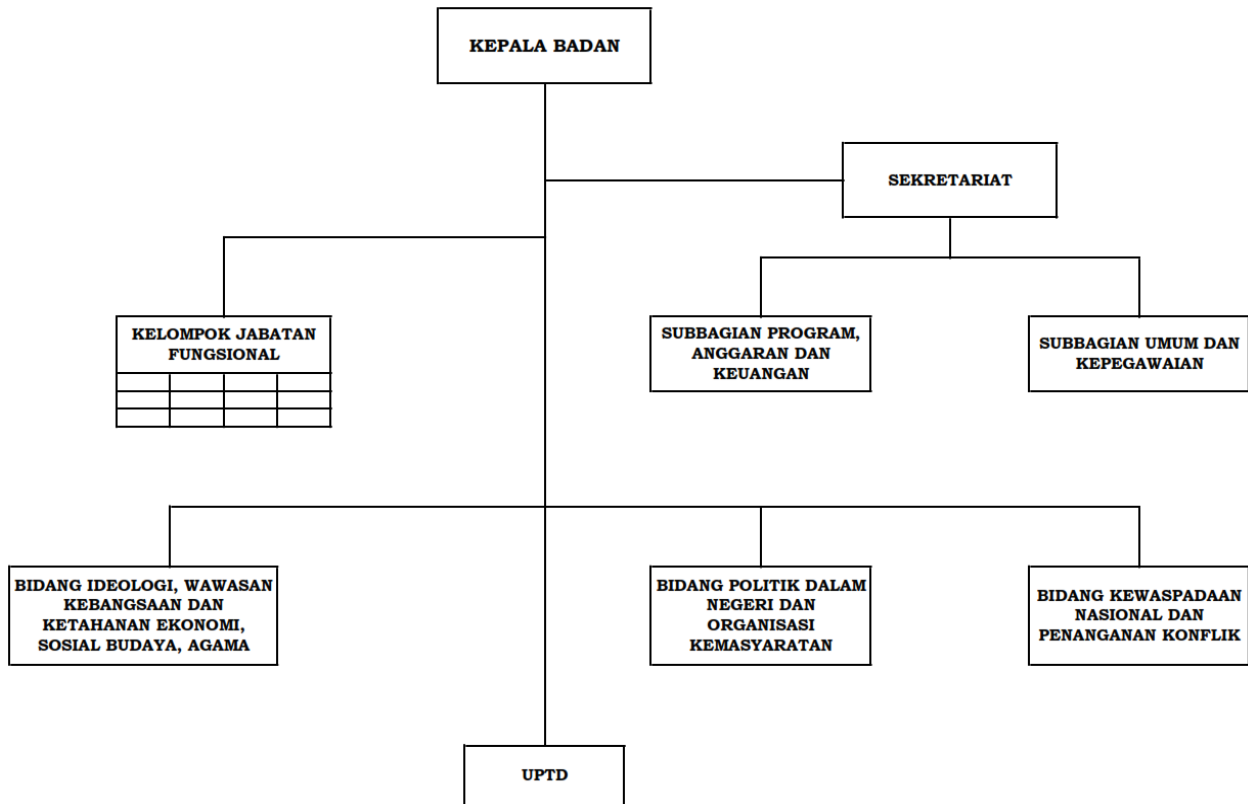 KEPALA BADAN
SEKRETARIAT
KELOMPOK JABATAN
FUNGSIONAL
SUBBAGIAN PROGRAM,
ANGGARAN DAN
KEUANGAN
SUBBAGIAN UMUM DAN
KEPEGAWAIAN
BIDANG IDEOLOGI, WAWASAN
KEBANGSAAN DAN
KETAHANAN EKONOMI,
SOSIAL BUDAYA, AGAMA
BIDANG POLITIK DALAM
NEGERI DAN
ORGANISASI
KEMASYARATAN
BIDANG KEWASPADAAN
NASIONAL DAN
PENANGANAN KONFLIK
UPTD